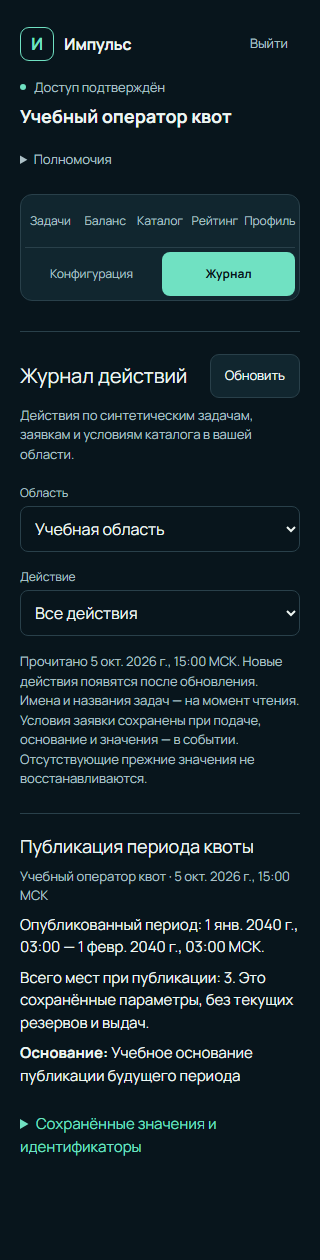 И Импульс Выйти
Доступ подтверждён
Учебный оператор квот
Полномочия
Задачи Баланс Каталог Рейтинг Профиль
Конфигурация Журнал
Журнал действий Обновить
Действия по синтетическим задачам,
заявкам и условиям каталога в вашей
области.
Область
Учебная область
Действие
Все действия
Прочитано 5 окт. 2026 г., 15:00 МСК. Новые
действия появятся после обновления.
Имена и названия задач — на момент чтения.
Условия заявки сохранены при подаче,
основание и значения — в событии.
Отсутствующие прежние значения не
восстанавливаются.
Публикация периода квоты
Учебный оператор квот · 5 окт. 2026 г., 15:00
МСК
Опубликованный период: 1 янв. 2040 г.,
03:00 — 1 февр. 2040 г., 03:00 МСК.
Всего мест при публикации: 3. Это
сохранённые параметры, без текущих
резервов и выдач.
Основание: Учебное основание
публикации будущего периода
Сохранённые значения и
идентификаторы